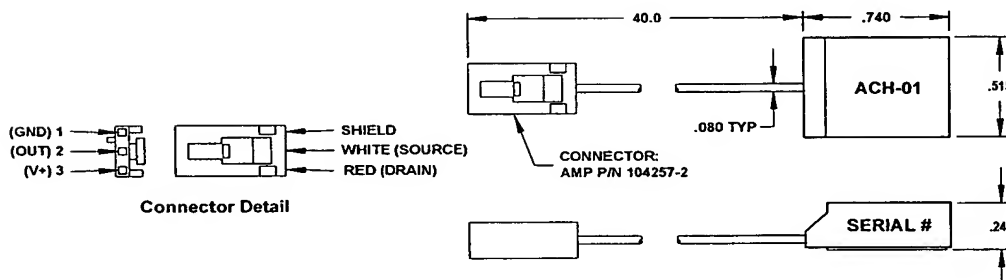 40.0
.740
ACH-01
.080 TYP
CONNECTOR:
AMP P/N 104257-2
(GND) 1
(OUT) 2
(V+) 3
SHIELD
WHITE (SOURCE)
RED (DRAIN)
Connector Detail
SERIAL #